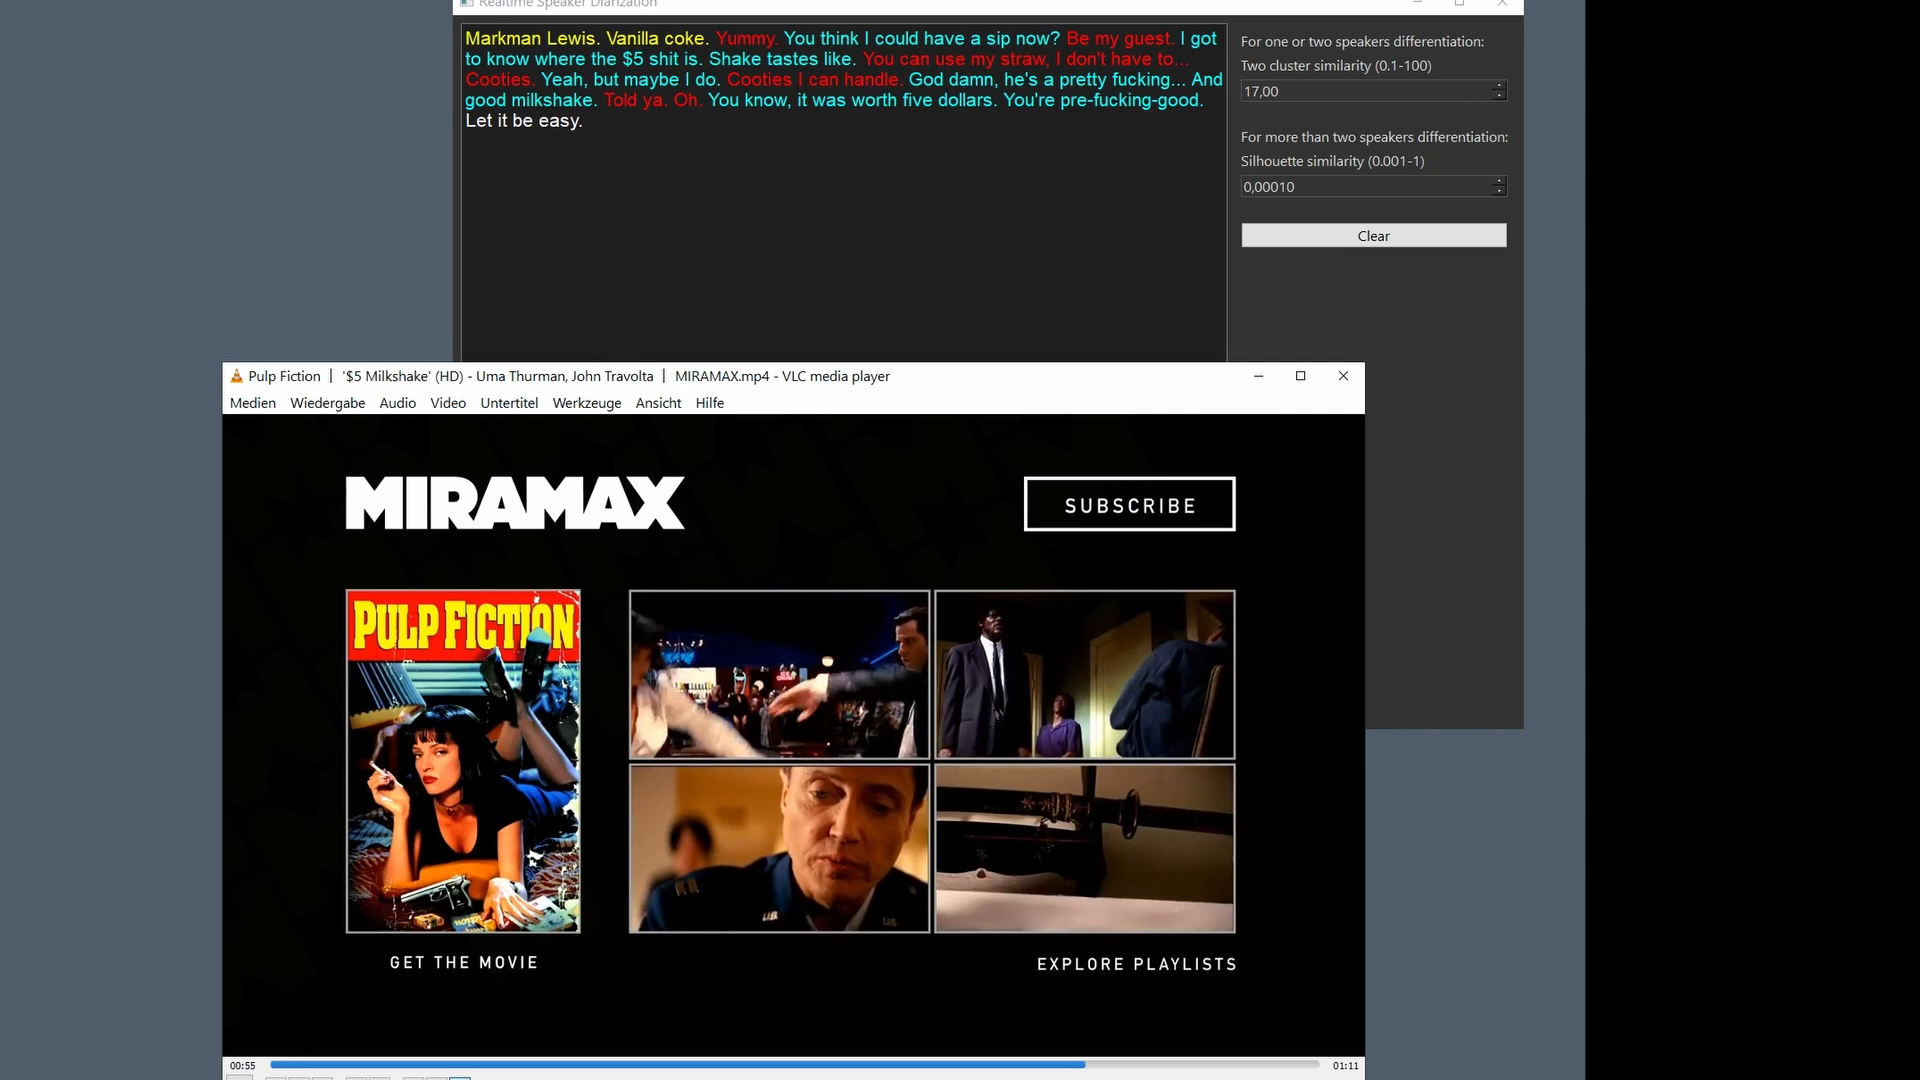 Realtime Speaker Diarization
Markman Lewis. Vanilla coke. Yummy. You think I could have a sip now? Be my guest. I got
to know where the $5 shit is. Shake tastes like. You can use my straw, I don't have to...
Cooties. Yeah, but maybe I do. Cooties I can handle. God damn, he's a pretty fucking... And
good milkshake. Told ya. Oh. You know, it was worth five dollars. You're pre-fucking-good.
Let it be easy.
For one or two speakers differentiation:
Two cluster similarity (0.1-100)
17,00
For more than two speakers differentiation:
Silhouette similarity (0.001-1)
0,00010
Clear
Pulp Fiction | '$5 Milkshake' (HD) - Uma Thurman, John Travolta | MIRAMAX.mp4 - VLC media player
Medien Wiedergabe Audio Video Untertitel Werkzeuge Ansicht Hilfe
MIRAMAX
SUBSCRIBE
PULP FICTION
GET THE MOVIE
EXPLORE PLAYLISTS
00:55
01:11